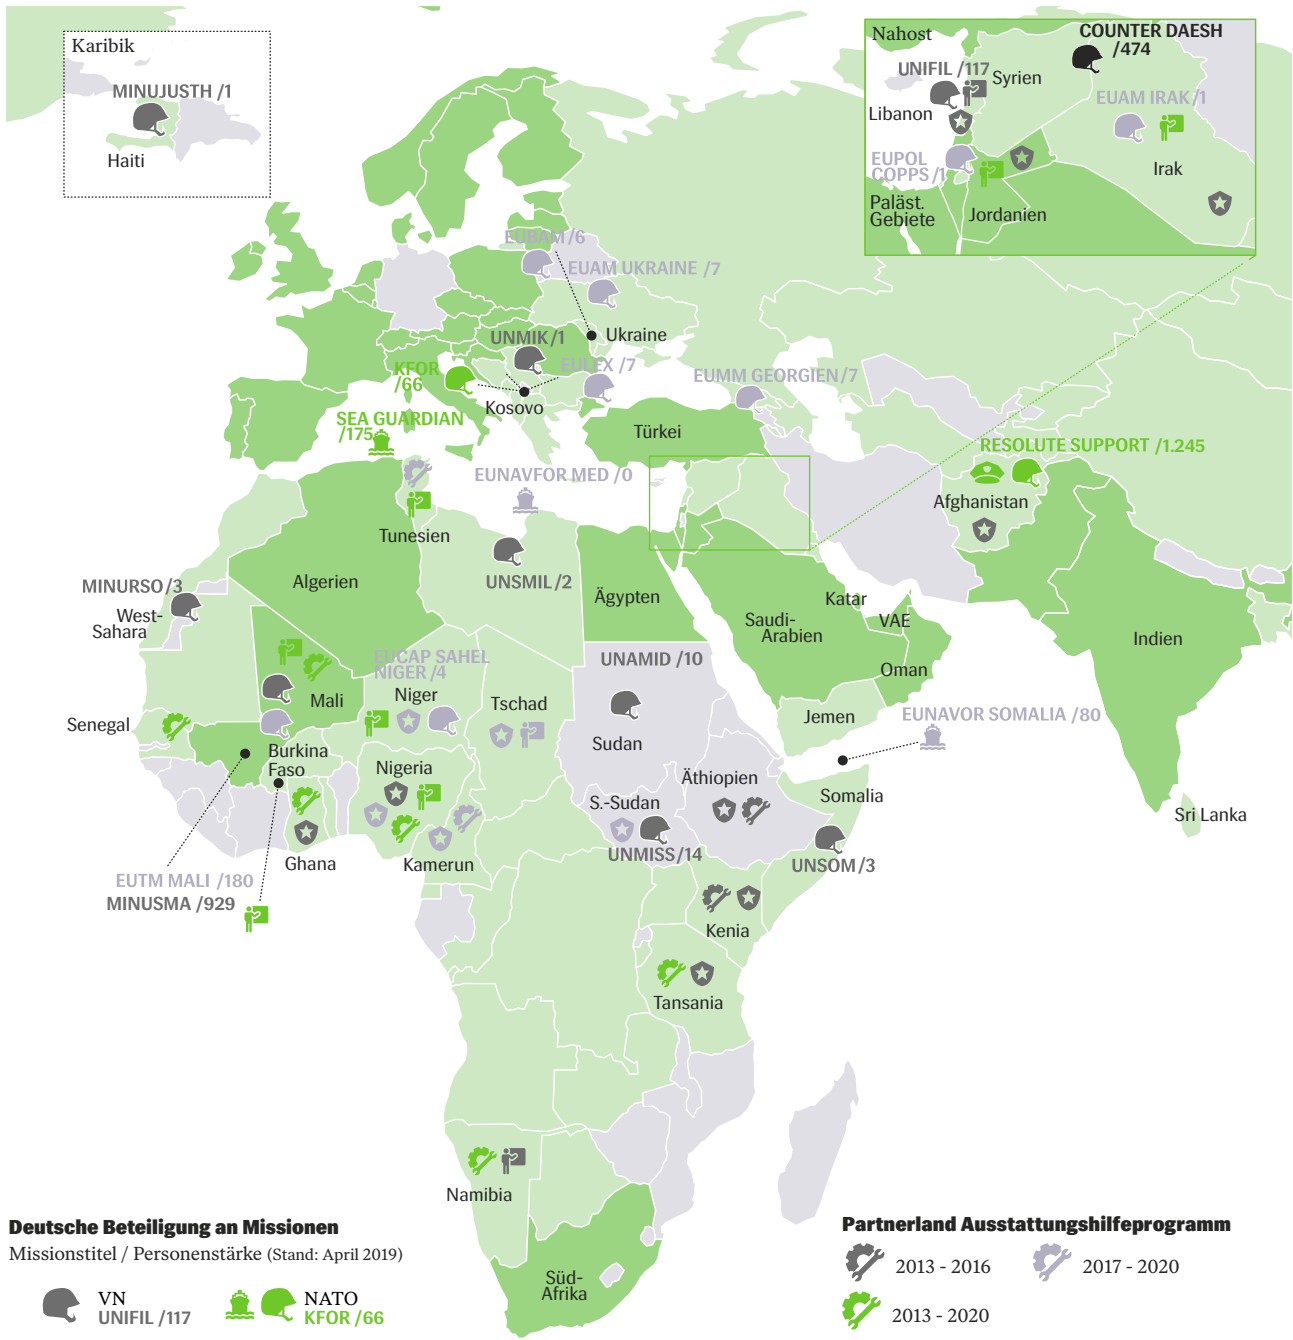 Karibik
MINUJUSTH /1
Haiti
Nahost
COUNTER DAESH
/474
UNIFIL /117
Syrien
Libanon
EUAM IRAK /1
EUPOL
COPPS /1
Irak
Paläst.
Gebiete
Jordanien
EUBAM /6
EUAM UKRAINE /7
Ukraine
UNMIK /1
EULEX /7
KFOR
/66
Kosovo
EUMM GEORGIEN /7
SEA GUARDIAN
/175
Türkei
RESOLUTE SUPPORT /1.245
EUNAVFOR MED /0
Afghanistan
Tunesien
Algerien
UNSMIL /2
Ägypten
MINURSO /3
West-
Sahara
Katar
Saudi-
Arabien
VAE
Indien
Oman
EUCAP SAHEL
NIGER /4
UNAMID /10
Mali
Niger
Tschad
Senegal
Jemen
EUNAVOR SOMALIA /80
Sudan
Burkina
Faso
Nigeria
Äthiopien
Somalia
S.-Sudan
Sri Lanka
Ghana
Kamerun
UNMISS /14
UNSOM /3
EUTM MALI /180
MINUSMA /929
Kenia
Tansania
Namibia
Süd-
Afrika
Deutsche Beteiligung an Missionen
Missionstitel / Personenstärke (Stand: April 2019)
VN
UNIFIL /117
NATO
KFOR /66
Partnerland Ausstattungshilfeprogramm
2013 - 2016
2017 - 2020
2013 - 2020